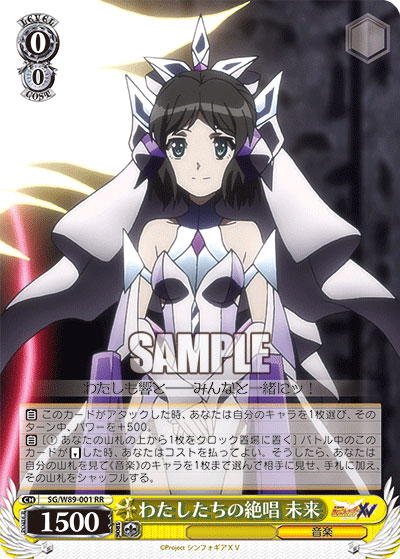 LEVEL
0
0
COST
SAMPLE
わたしも響と――みんなと一緒にッ！
自 このカードがアタックした時、あなたは自分のキャラを1枚選び、そのターン中、パワーを＋500。
自 ［① あなたの山札の上から1枚をクロック置場に置く］ バトル中のこのカードが した時、あなたはコストを払ってよい。そうしたら、あなたは自分の山札を見て《音楽》のキャラを1枚まで選んで相手に見せ、手札に加え、その山札をシャッフルする。
CH SG/W89-001 RR
1500
わたしたちの絶唱 未来
XV
音楽
©Project シンフォギアＸＶ